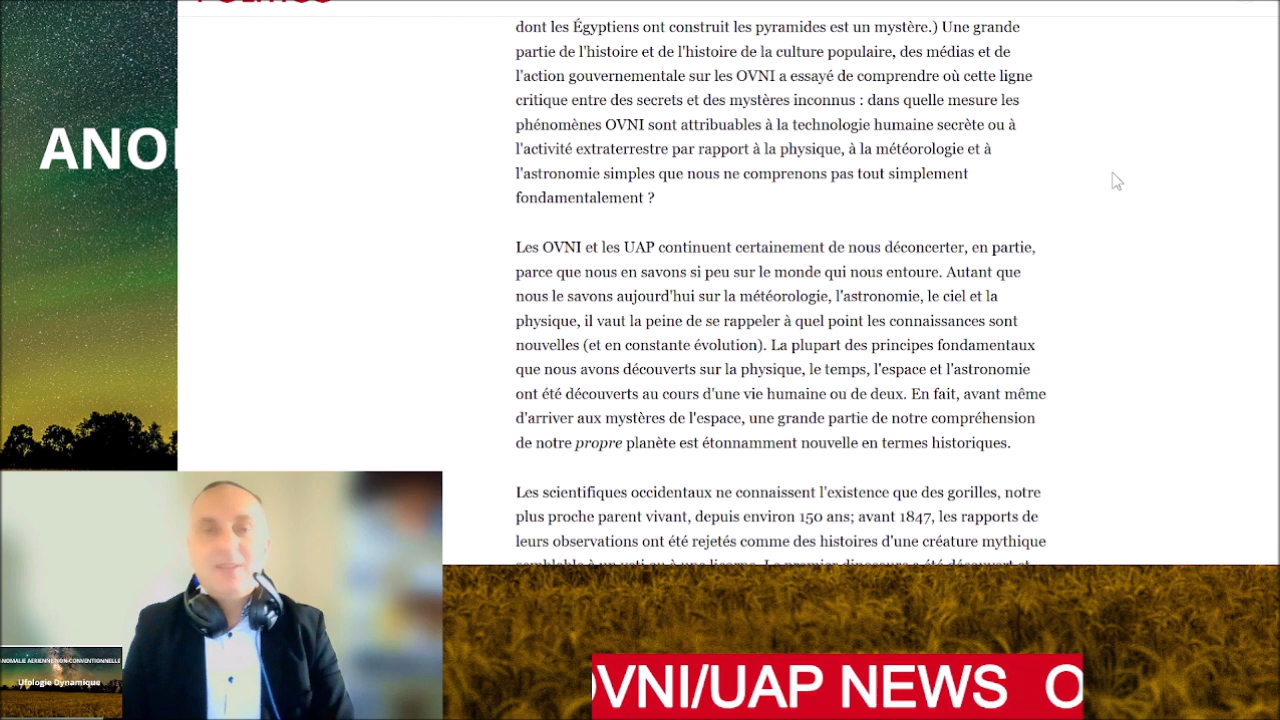 dont les Égyptiens ont construit les pyramides est un mystère.) Une grande
partie de l'histoire et de l'histoire de la culture populaire, des médias et de
l'action gouvernementale sur les OVNI a essayé de comprendre où cette ligne
critique entre des secrets et des mystères inconnus : dans quelle mesure les
phénomènes OVNI sont attribuables à la technologie humaine secrète ou à
l'activité extraterrestre par rapport à la physique, à la météorologie et à
l'astronomie simples que nous ne comprenons pas tout simplement
fondamentalement ?
Les OVNI et les UAP continuent certainement de nous déconcerter, en partie,
parce que nous en savons si peu sur le monde qui nous entoure. Autant que
nous le savons aujourd'hui sur la météorologie, l'astronomie, le ciel et la
physique, il vaut la peine de se rappeler à quel point les connaissances sont
nouvelles (et en constante évolution). La plupart des principes fondamentaux
que nous avons découverts sur la physique, le temps, l'espace et l'astronomie
ont été découverts au cours d'une vie humaine ou de deux. En fait, avant même
d'arriver aux mystères de l'espace, une grande partie de notre compréhension
de notre propre planète est étonnamment nouvelle en termes historiques.
Les scientifiques occidentaux ne connaissent l'existence que des gorilles, notre
plus proche parent vivant, depuis environ 150 ans; avant 1847, les rapports de
leurs observations ont été rejetés comme des histoires d'une créature mythique
ANO
ANOMALIE AERIENNE NON-CONVENTIONNELLE
Ufologie Dynamique
OVNI/UAP NEWS O